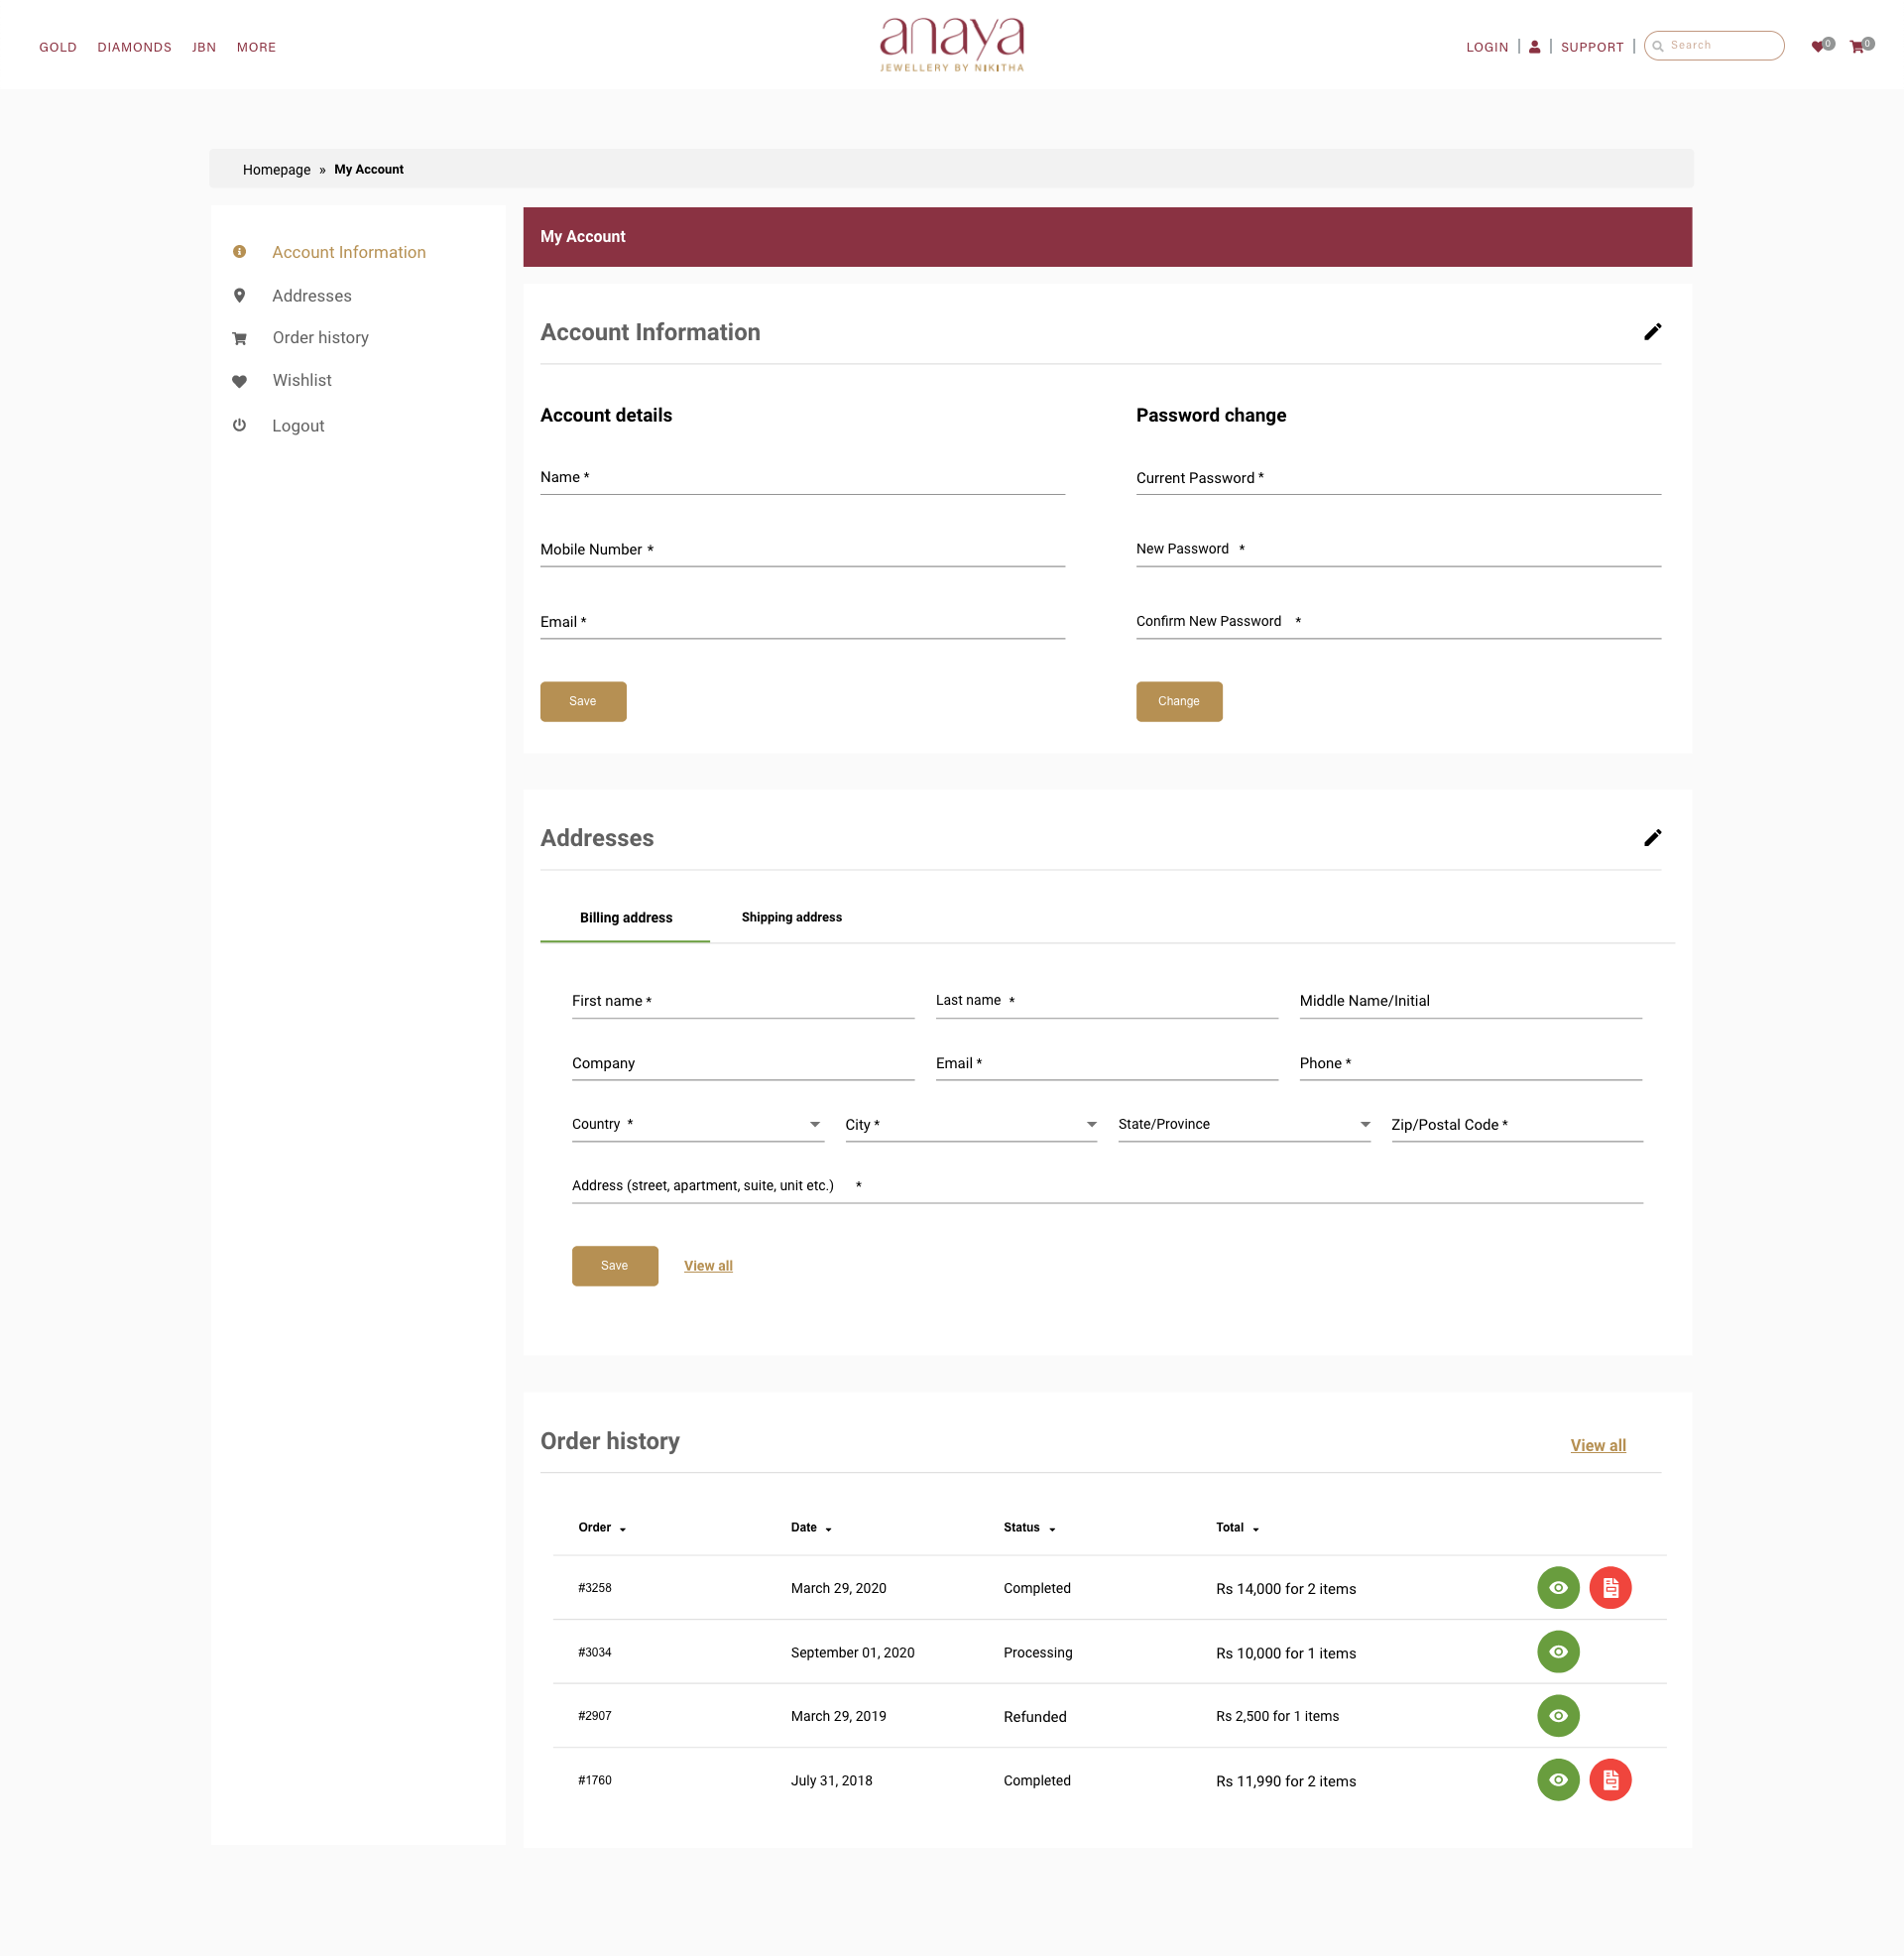 GOLD DIAMONDS JBN MORE
anaya
JEWELLERY BY NIKITHA
LOGIN | | SUPPORT | Search 0 0
Homepage » My Account
Account Information
Addresses
Order history
Wishlist
Logout
My Account
Account Information
Account details Password change
Name * Current Password *
Mobile Number * New Password *
Email * Confirm New Password *
Save Change
Addresses
Billing address Shipping address
First name * Last name * Middle Name/Initial
Company Email * Phone *
Country * City * State/Province Zip/Postal Code *
Address (street, apartment, suite, unit etc.) *
Save View all
Order history View all
Order Date Status Total
#3258 March 29, 2020 Completed Rs 14,000 for 2 items
#3034 September 01, 2020 Processing Rs 10,000 for 1 items
#2907 March 29, 2019 Refunded Rs 2,500 for 1 items
#1760 July 31, 2018 Completed Rs 11,990 for 2 items